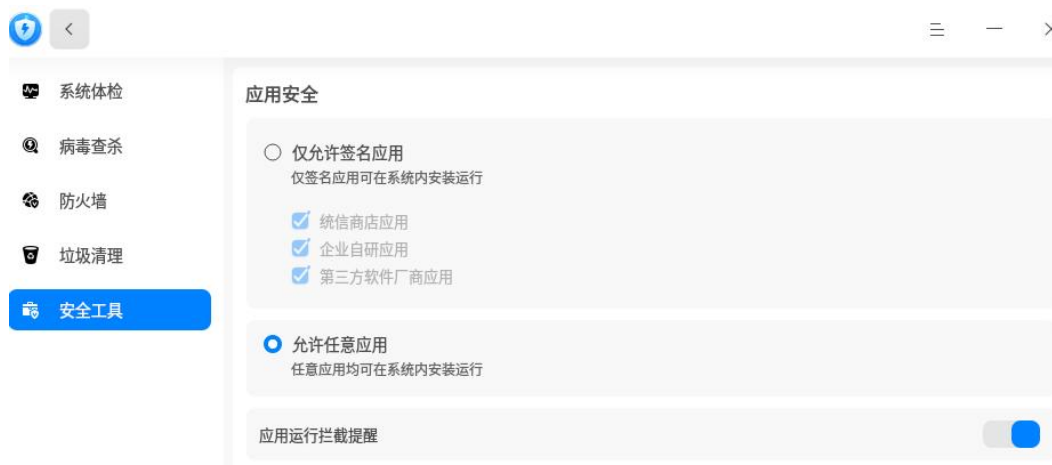 系统体检
病毒查杀
防火墙
垃圾清理
安全工具
应用安全
仅允许签名应用
仅签名应用可在系统内安装运行
统信商店应用
企业自研应用
第三方软件厂商应用
允许任意应用
任意应用均可在系统内安装运行
应用运行拦截提醒